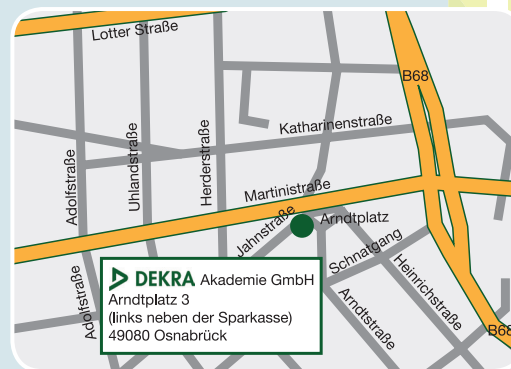 Lotter Straße
B68
Katharinenstraße
Adolfstraße
Uhlandstraße
Herderstraße
Martinistraße
Jahnstraße
Arndtplatz
Schnatgang
Heinrichstraße
Arndtstraße
Adolfstraße
B68
DEKRA Akademie GmbH
Arndtplatz 3
(links neben der Sparkasse)
49080 Osnabrück